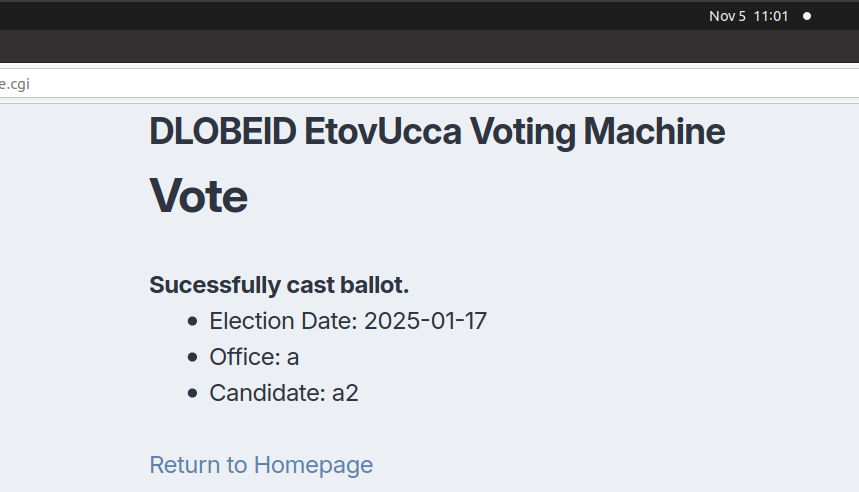 Nov 5 11:01
e.cgi
DLOBEID EtovUcca Voting Machine
Vote
Sucessfully cast ballot.
Election Date: 2025-01-17
Office: a
Candidate: a2
Return to Homepage